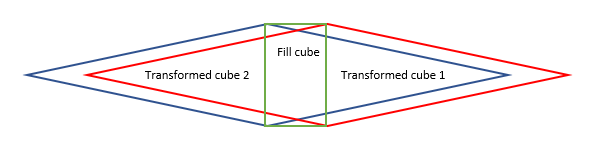 Fill cube
Transformed cube 2
Transformed cube 1